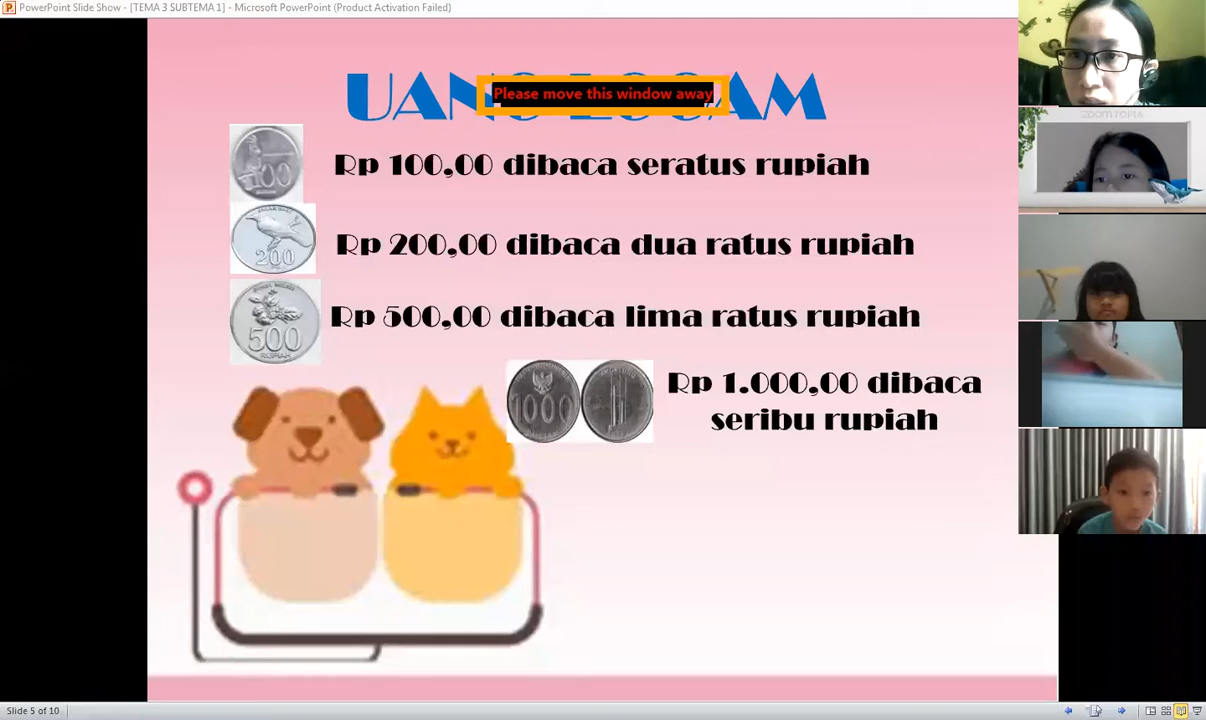 PowerPoint Slide Show - [TEMA 3 SUBTEMA 1] - Microsoft PowerPoint (Product Activation Failed)
UANG LOGAM
Please move this window away
100
Rp 100,00 dibaca seratus rupiah
200
Rp 200,00 dibaca dua ratus rupiah
500
RUPIAH
Rp 500,00 dibaca lima ratus rupiah
1000
Rp 1.000,00 dibaca
seribu rupiah
Slide 5 of 10